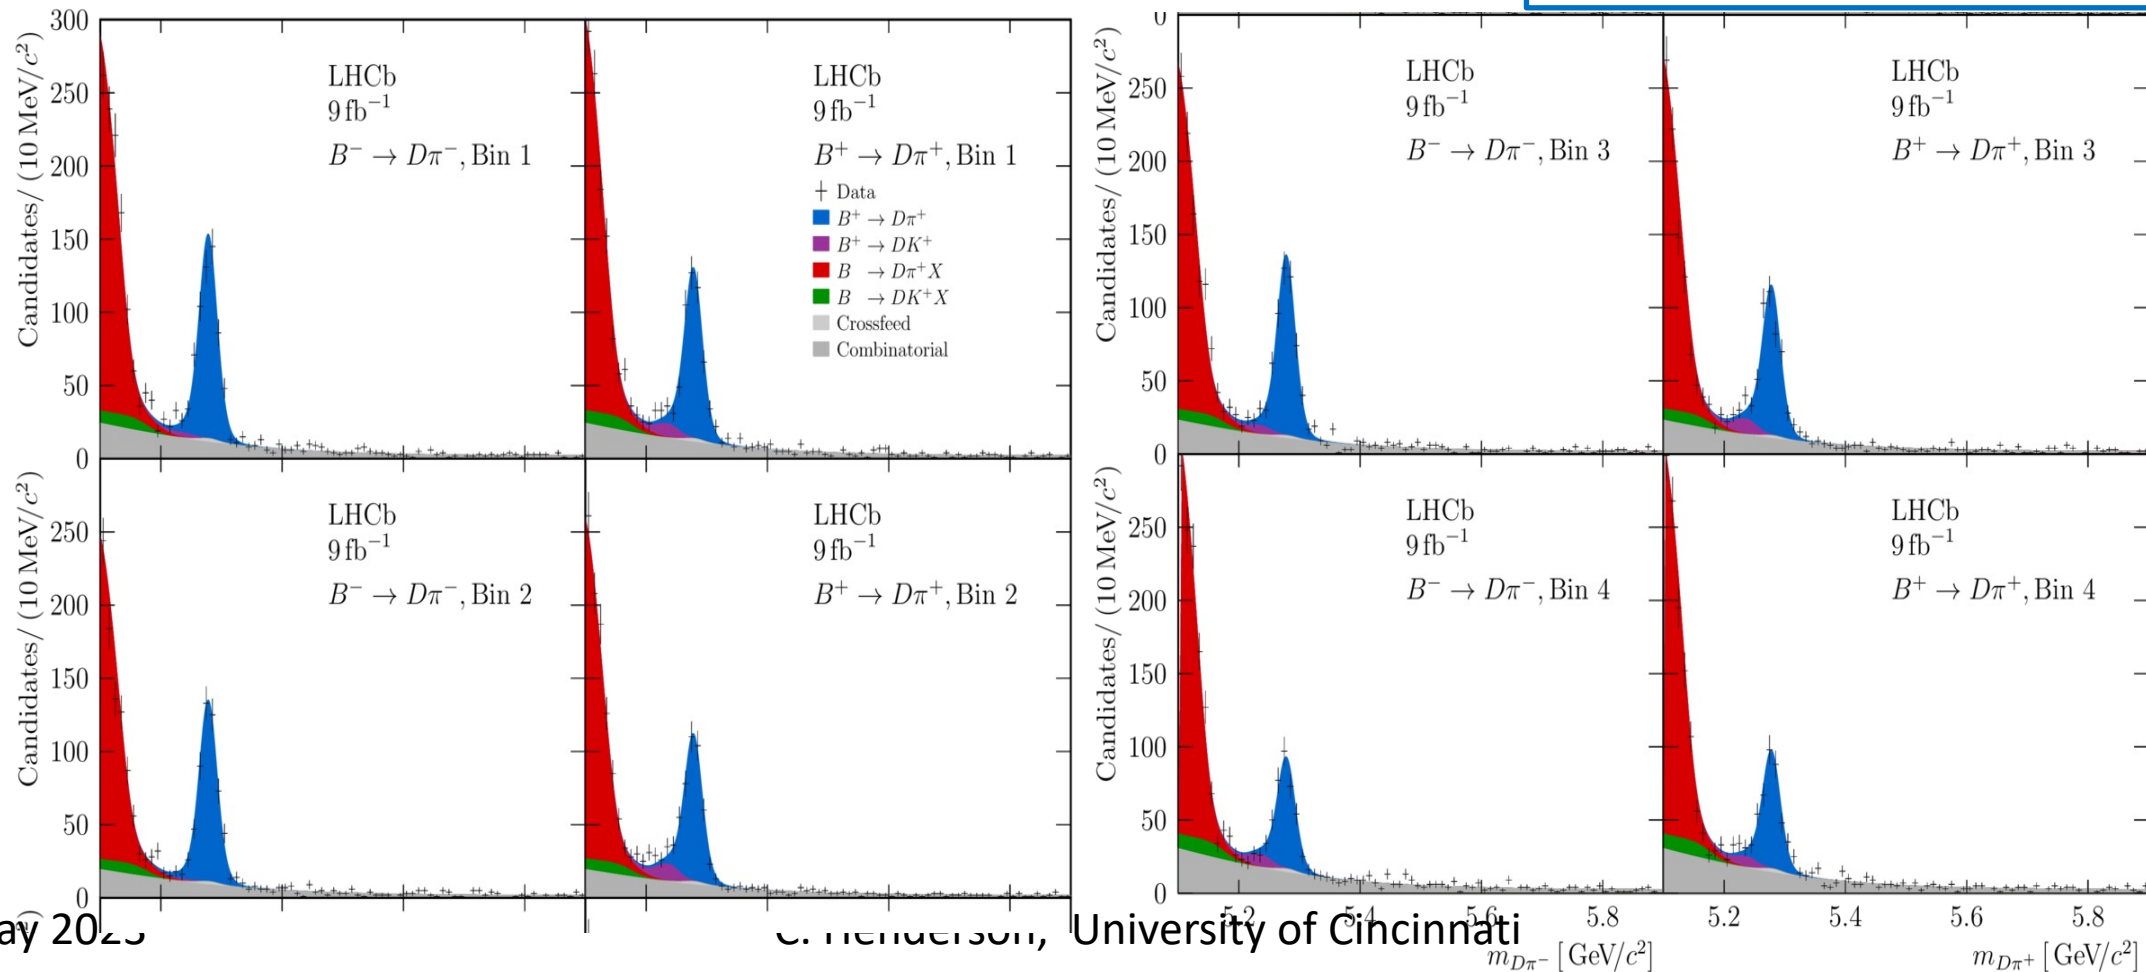 300
250
200
150
100
50
0
Candidates/ (10 MeV/c²)
LHCb
9 fb⁻¹
B⁻ → Dπ⁻, Bin 1
LHCb
9 fb⁻¹
B⁺ → Dπ⁺, Bin 1
Data
B⁺ → Dπ⁺
B⁺ → DK⁺
B → Dπ⁺X
B → DK⁺X
Crossfeed
Combinatorial
250
200
150
100
50
0
Candidates/ (10 MeV/c²)
LHCb
9 fb⁻¹
B⁻ → Dπ⁻, Bin 2
LHCb
9 fb⁻¹
B⁺ → Dπ⁺, Bin 2
0
250
200
150
100
50
0
Candidates/ (10 MeV/c²)
LHCb
9 fb⁻¹
B⁻ → Dπ⁻, Bin 3
LHCb
9 fb⁻¹
B⁺ → Dπ⁺, Bin 3
250
200
150
100
50
0
Candidates/ (10 MeV/c²)
LHCb
9 fb⁻¹
B⁻ → Dπ⁻, Bin 4
LHCb
9 fb⁻¹
B⁺ → Dπ⁺, Bin 4
5.2 5.4 5.6 5.8 5.2 5.4 5.6 5.8
m_Dπ⁻ [GeV/c²] m_Dπ⁺ [GeV/c²]
C. Henderson, University of Cincinnati